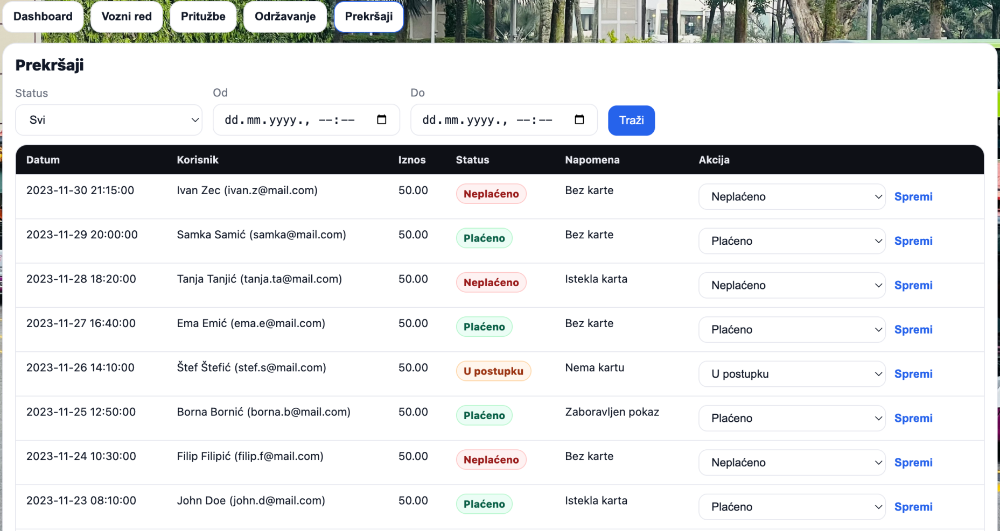 Dashboard Vozni red Pritužbe Održavanje Prekršaji
Prekršaji
Status Od Do
Svi dd.mm.yyyy., --:-- dd.mm.yyyy., --:-- Traži
Datum Korisnik Iznos Status Napomena Akcija
2023-11-30 21:15:00 Ivan Zec (ivan.z@mail.com) 50.00 Neplaćeno Bez karte Neplaćeno Spremi
2023-11-29 20:00:00 Samka Samić (samka@mail.com) 50.00 Plaćeno Bez karte Plaćeno Spremi
2023-11-28 18:20:00 Tanja Tanjić (tanja.ta@mail.com) 50.00 Neplaćeno Istekla karta Neplaćeno Spremi
2023-11-27 16:40:00 Ema Emić (ema.e@mail.com) 50.00 Plaćeno Bez karte Plaćeno Spremi
2023-11-26 14:10:00 Štef Štefić (stef.s@mail.com) 50.00 U postupku Nema kartu U postupku Spremi
2023-11-25 12:50:00 Borna Bornić (borna.b@mail.com) 50.00 Plaćeno Zaboravljen pokaz Plaćeno Spremi
2023-11-24 10:30:00 Filip Filipić (filip.f@mail.com) 50.00 Neplaćeno Bez karte Neplaćeno Spremi
2023-11-23 08:10:00 John Doe (john.d@mail.com) 50.00 Plaćeno Istekla karta Plaćeno Spremi